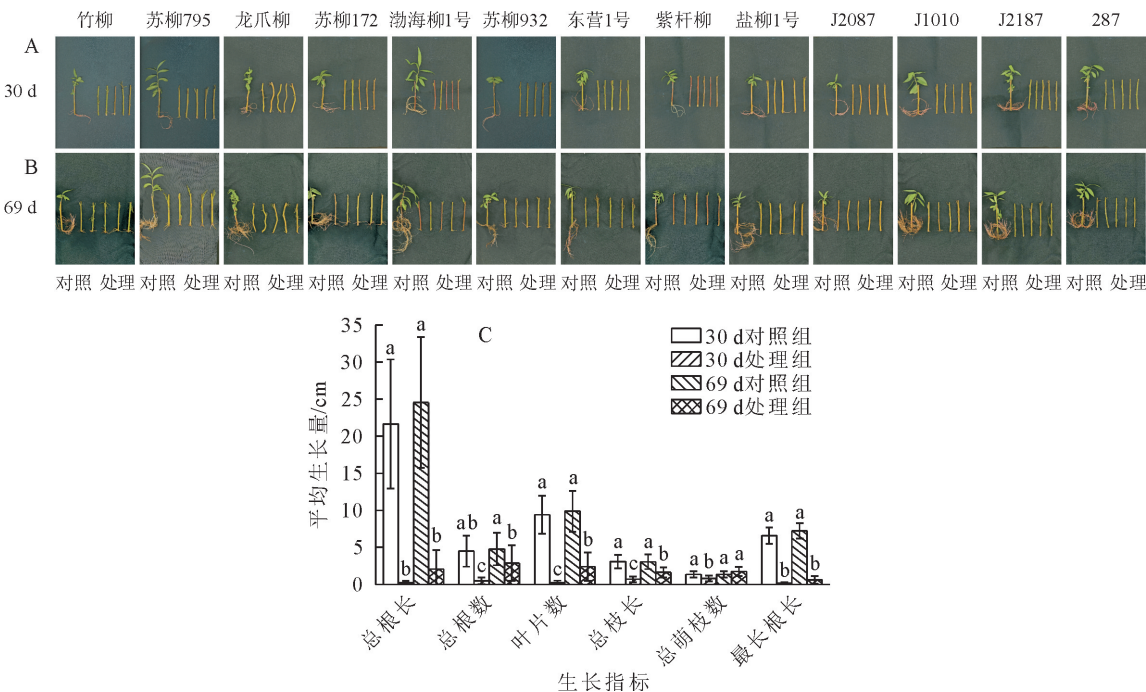 竹柳 苏柳795 龙爪柳 苏柳172 渤海柳1号 苏柳932 东营1号 紫杆柳 盐柳1号 J2087 J1010 J2187 287
A
30 d
B
69 d
对照 处理 对照 处理 对照 处理 对照 处理 对照 处理 对照 处理 对照 处理 对照 处理 对照 处理 对照 处理 对照 处理 对照 处理 对照 处理
C
30 d对照组
30 d处理组
69 d对照组
69 d处理组
平均生长量/cm
35
30
25
20
15
10
5
0
a b a b
ab c a b
a c a b
a c a b
a b a a
a b a b
总根长 总根数 叶片数 总枝长 总萌枝数 最长根长
生长指标